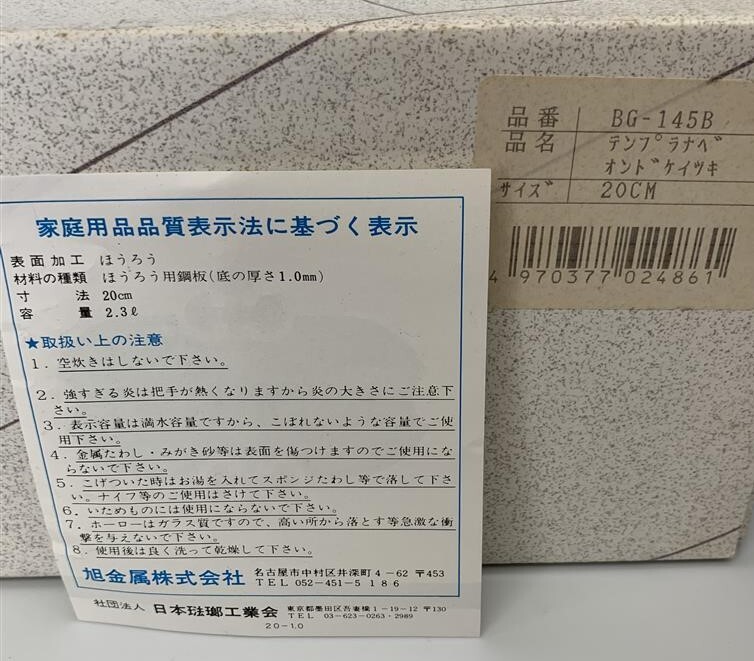 品番 BG-145B
品名 テンプラナベ
オンドケイツキ
サイズ 20CM
4 970377 024861
家庭用品品質表示法に基づく表示
表面加工 ほうろう
材料の種類 ほうろう用鋼板(底の厚さ1.0mm)
寸法 20cm
容量 2.3ℓ
★取扱い上の注意
1. 空炊きはしないで下さい。
2. 強すぎる炎は把手が熱くなりますから炎の大きさにご注意下
さい。
3. 表示容量は満水容量ですから、こぼれないような容量でご使
用下さい。
4. 金属たわし・みがき砂等は表面を傷つけますのでご使用にな
らないで下さい。
5. こげついた時はお湯を入れてスポンジたわし等で落して下さ
い。ナイフ等のご使用はさけて下さい。
6. いためものには使用にならないで下さい。
7. ホーローはガラス質ですので、高い所から落とす等急激な衝
撃を与えないで下さい。
8. 使用後は良く洗って乾燥して下さい。
旭金属株式会社 名古屋市中村区井深町4-62 〒453
TEL 052-451-5186
社団法人 日本琺瑯工業会 東京都墨田区吾妻橋1-19-12 〒130
TEL 03-623-0263・2989
20-1.0